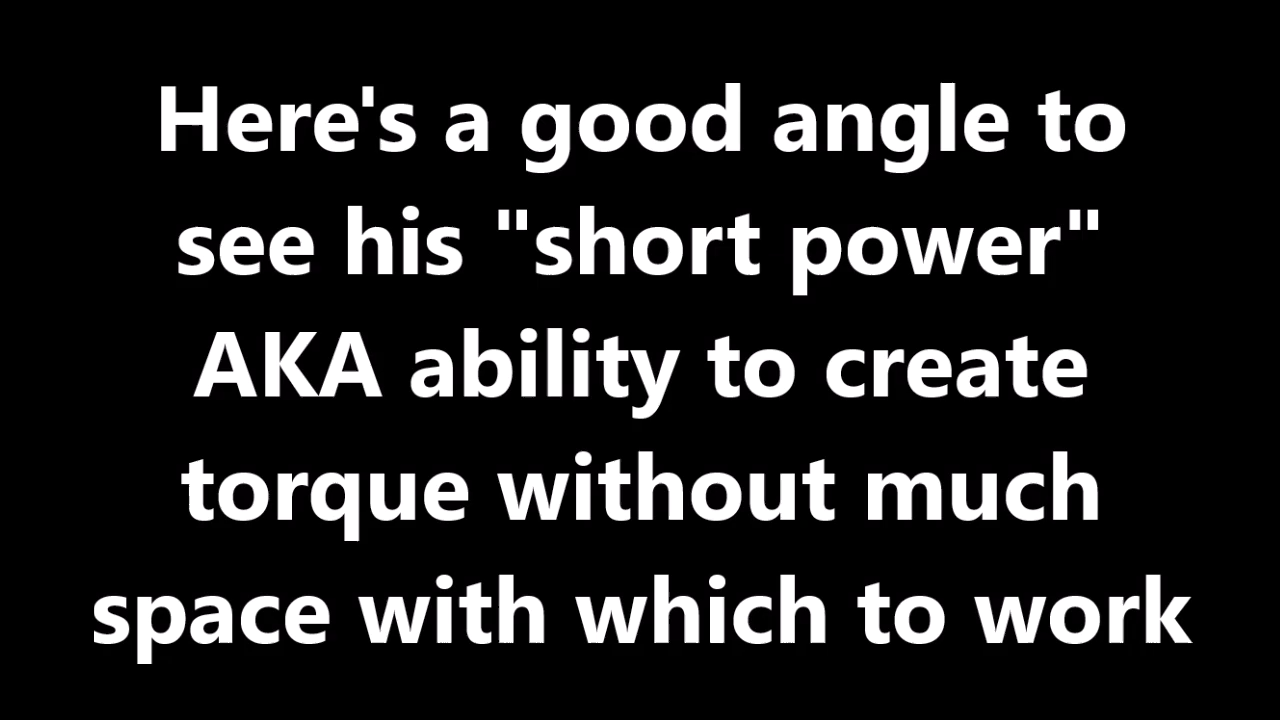 Here's a good angle to
see his "short power"
AKA ability to create
torque without much
space with which to work